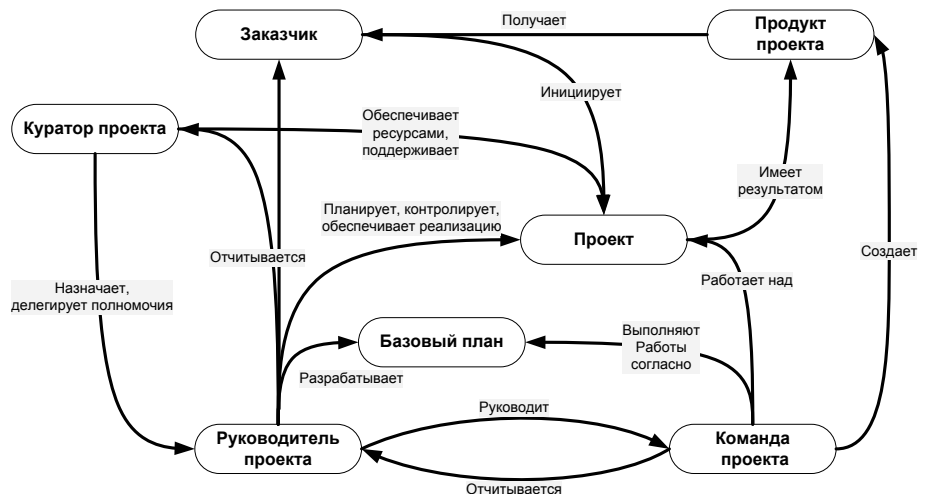 Получает
Заказчик
Продукт
проекта
Инициирует
Обеспечивает
ресурсами,
поддерживает
Куратор проекта
Имеет
результатом
Планирует, контролирует,
обеспечивает реализацию
Проект
Отчитывается
Создает
Работает над
Назначает,
делегирует полномочия
Базовый план
Выполняют
Работы
согласно
Разрабатывает
Руководит
Руководитель
проекта
Команда
проекта
Отчитывается